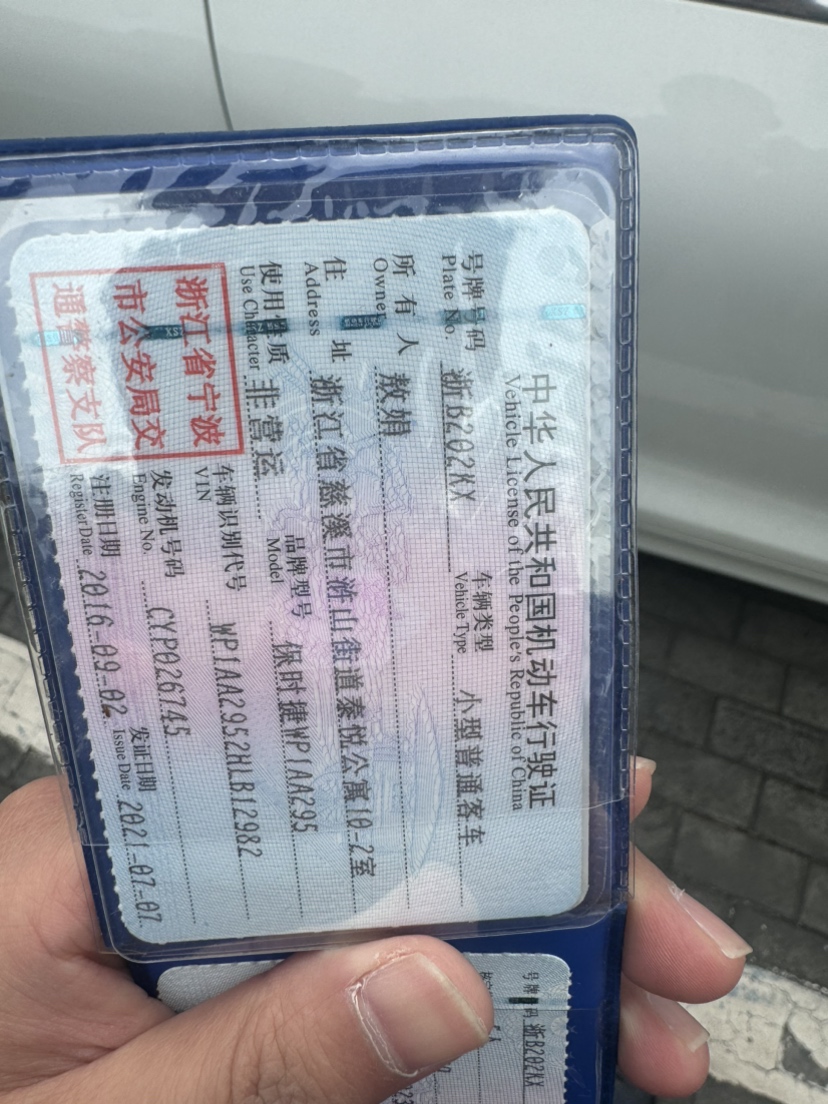 中华人民共和国机动车行驶证
Vehicle License of the People's Republic of China
号牌号码 浙B202KX 车辆类型 小型普通客车
Plate No. Vehicle Type
所有人 敖娟
Owner
住址 浙江省慈溪市浒山街道泰悦公寓10-2室
Address
使用性质 非营运 品牌型号 保时捷WP1AA295
Use Character Model
浙江省宁波
市公安局交
通警察支队
车辆识别代号 WP1AA2952HLB12982
VIN
发动机号码 CYP026745
Engine No.
注册日期 2016-09-02 发证日期 2021-07-07
Register Date Issue Date
号牌号码 浙B202KX